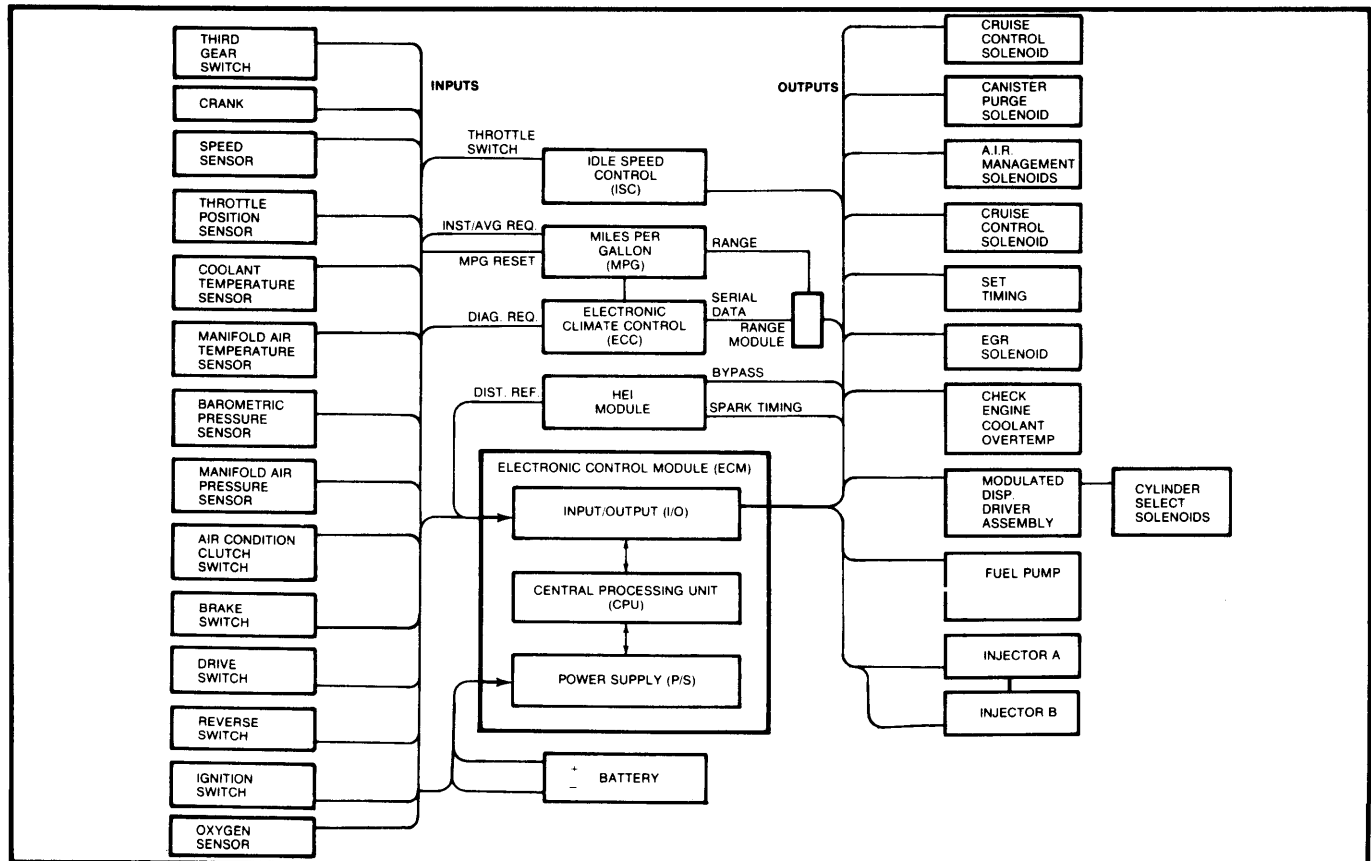 THIRD
GEAR
SWITCH
CRANK
SPEED
SENSOR
THROTTLE
POSITION
SENSOR
COOLANT
TEMPERATURE
SENSOR
MANIFOLD AIR
TEMPERATURE
SENSOR
BAROMETRIC
PRESSURE
SENSOR
MANIFOLD AIR
PRESSURE
SENSOR
AIR CONDITION
CLUTCH
SWITCH
BRAKE
SWITCH
DRIVE
SWITCH
REVERSE
SWITCH
IGNITION
SWITCH
OXYGEN
SENSOR
INPUTS
THROTTLE
SWITCH
IDLE SPEED
CONTROL
(ISC)
INST/AVG REQ.
MPG RESET
MILES PER
GALLON
(MPG)
RANGE
DIAG. REQ.
ELECTRONIC
CLIMATE CONTROL
(ECC)
SERIAL
DATA
RANGE
MODULE
DIST. REF.
HEI
MODULE
BYPASS
SPARK TIMING
ELECTRONIC CONTROL MODULE (ECM)
INPUT/OUTPUT (I/O)
CENTRAL PROCESSING UNIT
(CPU)
POWER SUPPLY (P/S)
+
−
BATTERY
OUTPUTS
CRUISE
CONTROL
SOLENOID
CANISTER
PURGE
SOLENOID
A.I.R.
MANAGEMENT
SOLENOIDS
CRUISE
CONTROL
SOLENOID
SET
TIMING
EGR
SOLENOID
CHECK
ENGINE
COOLANT
OVERTEMP
MODULATED
DISP.
DRIVER
ASSEMBLY
CYLINDER
SELECT
SOLENOIDS
FUEL PUMP
INJECTOR A
INJECTOR B